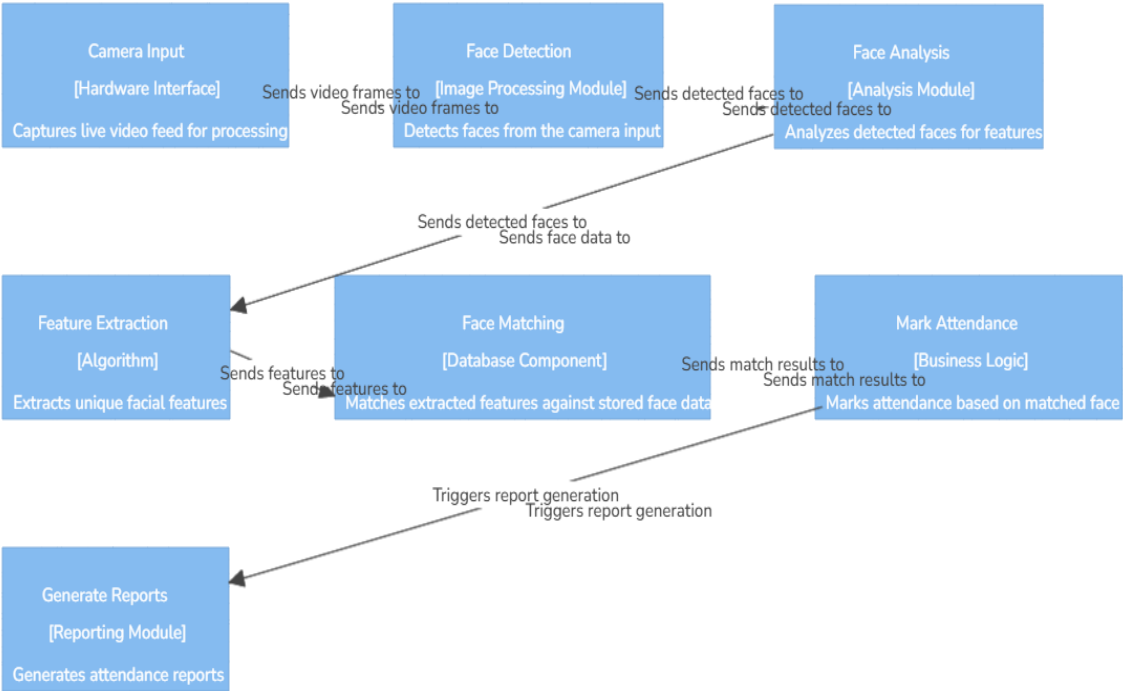 Camera Input
[Hardware Interface]
Captures live video feed for processing
Sends video frames to
Sends video frames to
Face Detection
[Image Processing Module]
Detects faces from the camera input
Sends detected faces to
Sends detected faces to
Face Analysis
[Analysis Module]
Analyzes detected faces for features
Sends detected faces to
Sends face data to
Feature Extraction
[Algorithm]
Extracts unique facial features
Sends features to
Sends features to
Face Matching
[Database Component]
Matches extracted features against stored face data
Sends match results to
Sends match results to
Mark Attendance
[Business Logic]
Marks attendance based on matched face
Triggers report generation
Triggers report generation
Generate Reports
[Reporting Module]
Generates attendance reports